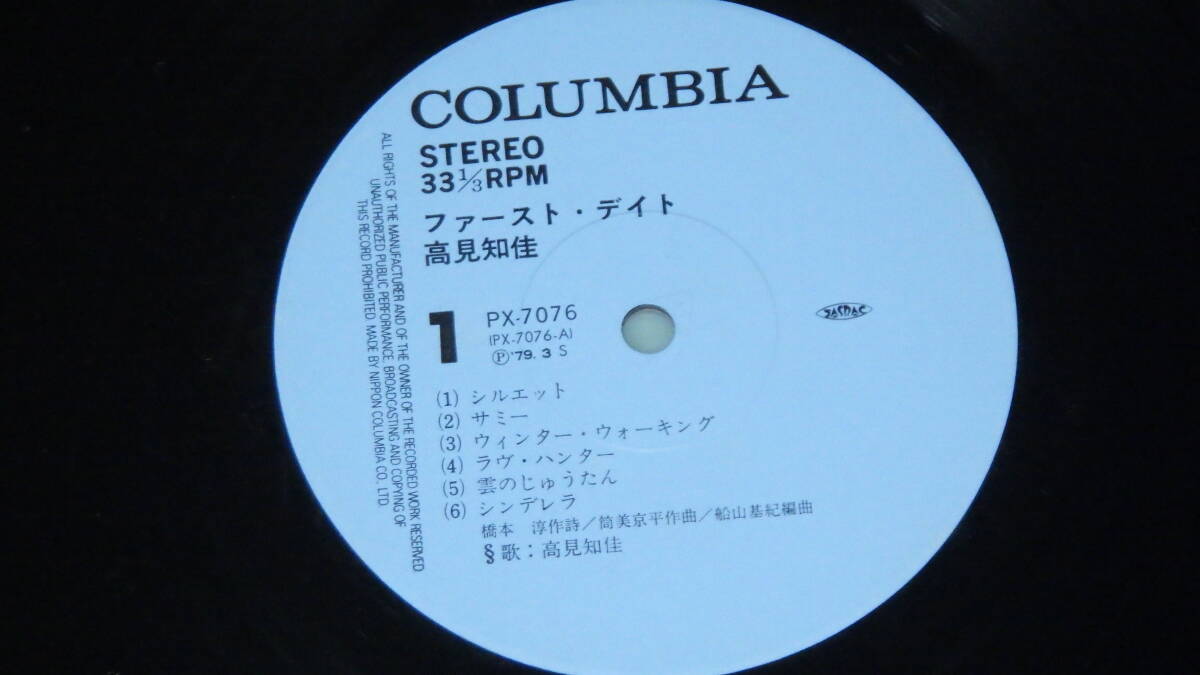 COLUMBIA
STEREO
33 1/3 RPM
ファースト・デイト
高見知佳
1
PX-7076
(PX-7076-A)
Ⓟ'79. 3 S
JASRAC
(1) シルエット
(2) サミー
(3) ウィンター・ウォーキング
(4) ラヴ・ハンター
(5) 雲のじゅうたん
(6) シンデレラ
橋本 淳作詩/筒美京平作曲/船山基紀編曲
§歌:高見知佳
ALL RIGHTS OF THE MANUFACTURER AND OF THE OWNER OF THE RECORDED WORK RESERVED
UNAUTHORIZED PUBLIC PERFORMANCE BROADCASTING AND COPYING OF
THIS RECORD PROHIBITED. MADE BY NIPPON COLUMBIA CO., LTD.